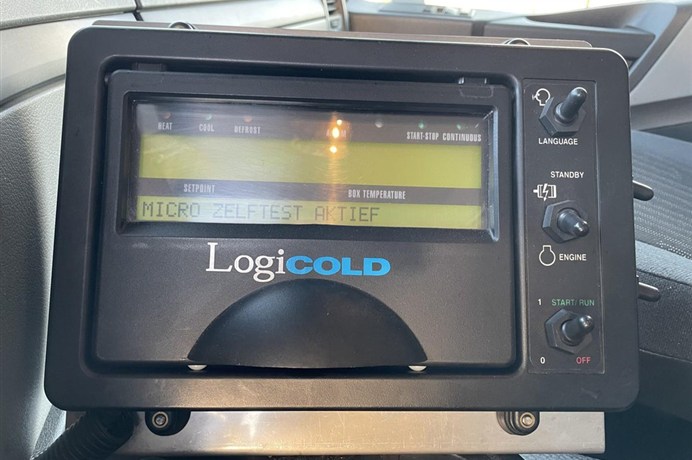 HEAT COOL DEFROST ALARM START-STOP CONTINUOUS
SETPOINT BOX TEMPERATURE
MICRO ZELFTEST AKTIEF
LogiCOLD
LANGUAGE
STANDBY
ENGINE
1 START/RUN
0 OFF